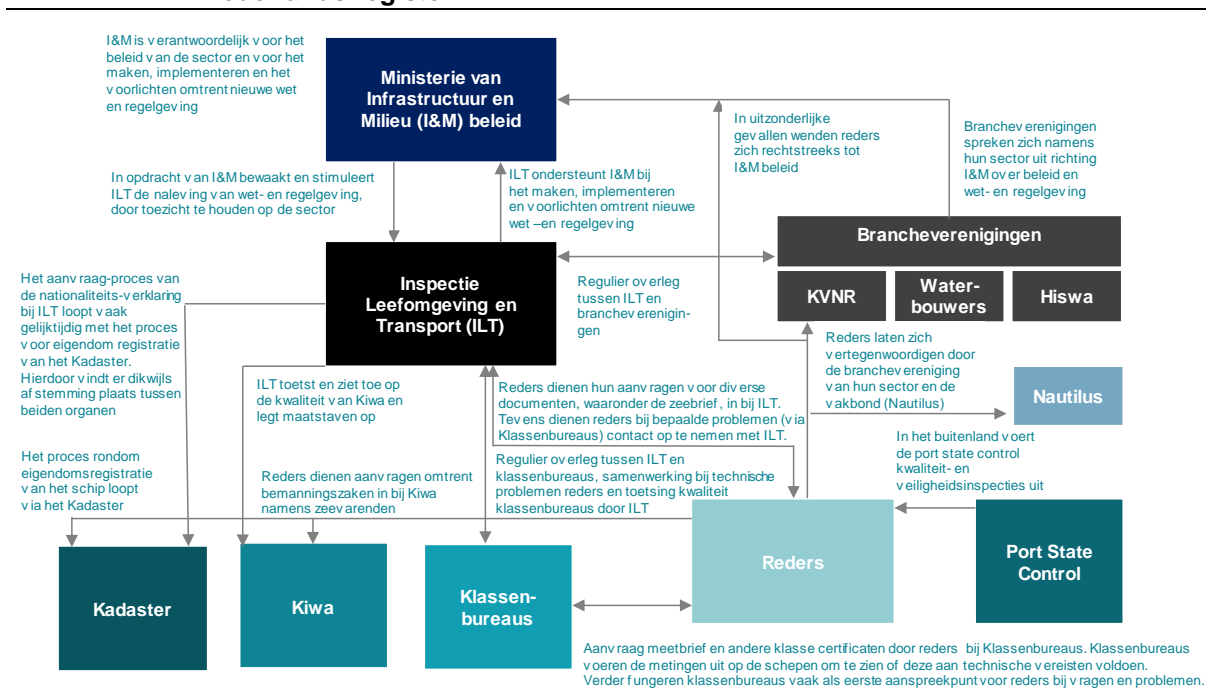 I&M is verantwoordelijk voor het
beleid van de sector en voor het
maken, implementeren en het
voorlichten omtrent nieuwe wet
en regelgeving
Ministerie van
Infrastructuur en
Milieu (I&M) beleid
In uitzonderlijke
gevallen wenden reders
zich rechtstreeks tot
I&M beleid
Brancheverenigingen
spreken zich namens
hun sector uit richting
I&M over beleid en
wet- en regelgeving
In opdracht van I&M bewaakt en stimuleert
ILT de naleving van wet- en regelgeving,
door toezicht te houden op de sector
ILT ondersteunt I&M bij
het maken, implementeren
en voorlichten omtrent nieuwe
wet –en regelgeving
Brancheverenigingen
KVNR
Water-
bouwers
Hiswa
Inspectie
Leefomgeving en
Transport (ILT)
Regulier overleg
tussen ILT en
branchevereniging-
en
Het aanvraag-proces van
de nationaliteits-verklaring
bij ILT loopt vaak
gelijktijdig met het proces
voor eigendom registratie
van het Kadaster.
Hierdoor vindt er dikwijls
afstemming plaats tussen
beiden organen
Reders laten zich
vertegenwoordigen door
de branchevereniging
van hun sector en de
vakbond (Nautilus)
Nautilus
ILT toetst en ziet toe op
de kwaliteit van Kiwa en
legt maatstaven op
Reders dienen hun aanvragen voor diverse
documenten, waaronder de zeebrief, in bij ILT.
Tevens dienen reders bij bepaalde problemen (via
Klassenbureaus) contact op te nemen met ILT.
In het buitenland voert
de port state control
kwaliteit- en
veiligheidsinspecties uit
Het proces rondom
eigendomsregistratie
van het schip loopt
via het Kadaster
Reders dienen aanvragen omtrent
bemanningszaken in bij Kiwa
namens zeevarenden
Regulier overleg tussen ILT en
klassenbureaus, samenwerking bij technische
problemen reders en toetsing kwaliteit
klassenbureaus door ILT
Kadaster
Kiwa
Klassen-
bureaus
Reders
Port State
Control
Aanvraag meetbrief en andere klasse certificaten door reders bij Klassenbureaus. Klassenbureaus
voeren de metingen uit op de schepen om te zien of deze aan technische vereisten voldoen.
Verder fungeren klassenbureaus vaak als eerste aanspreekpunt voor reders bij vragen en problemen.